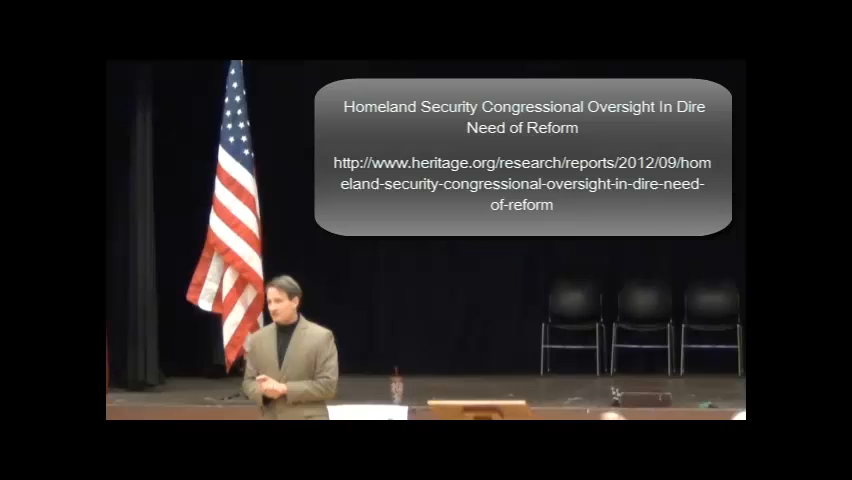 Homeland Security Congressional Oversight In Dire
Need of Reform
http://www.heritage.org/research/reports/2012/09/hom
eland-security-congressional-oversight-in-dire-need-
of-reform